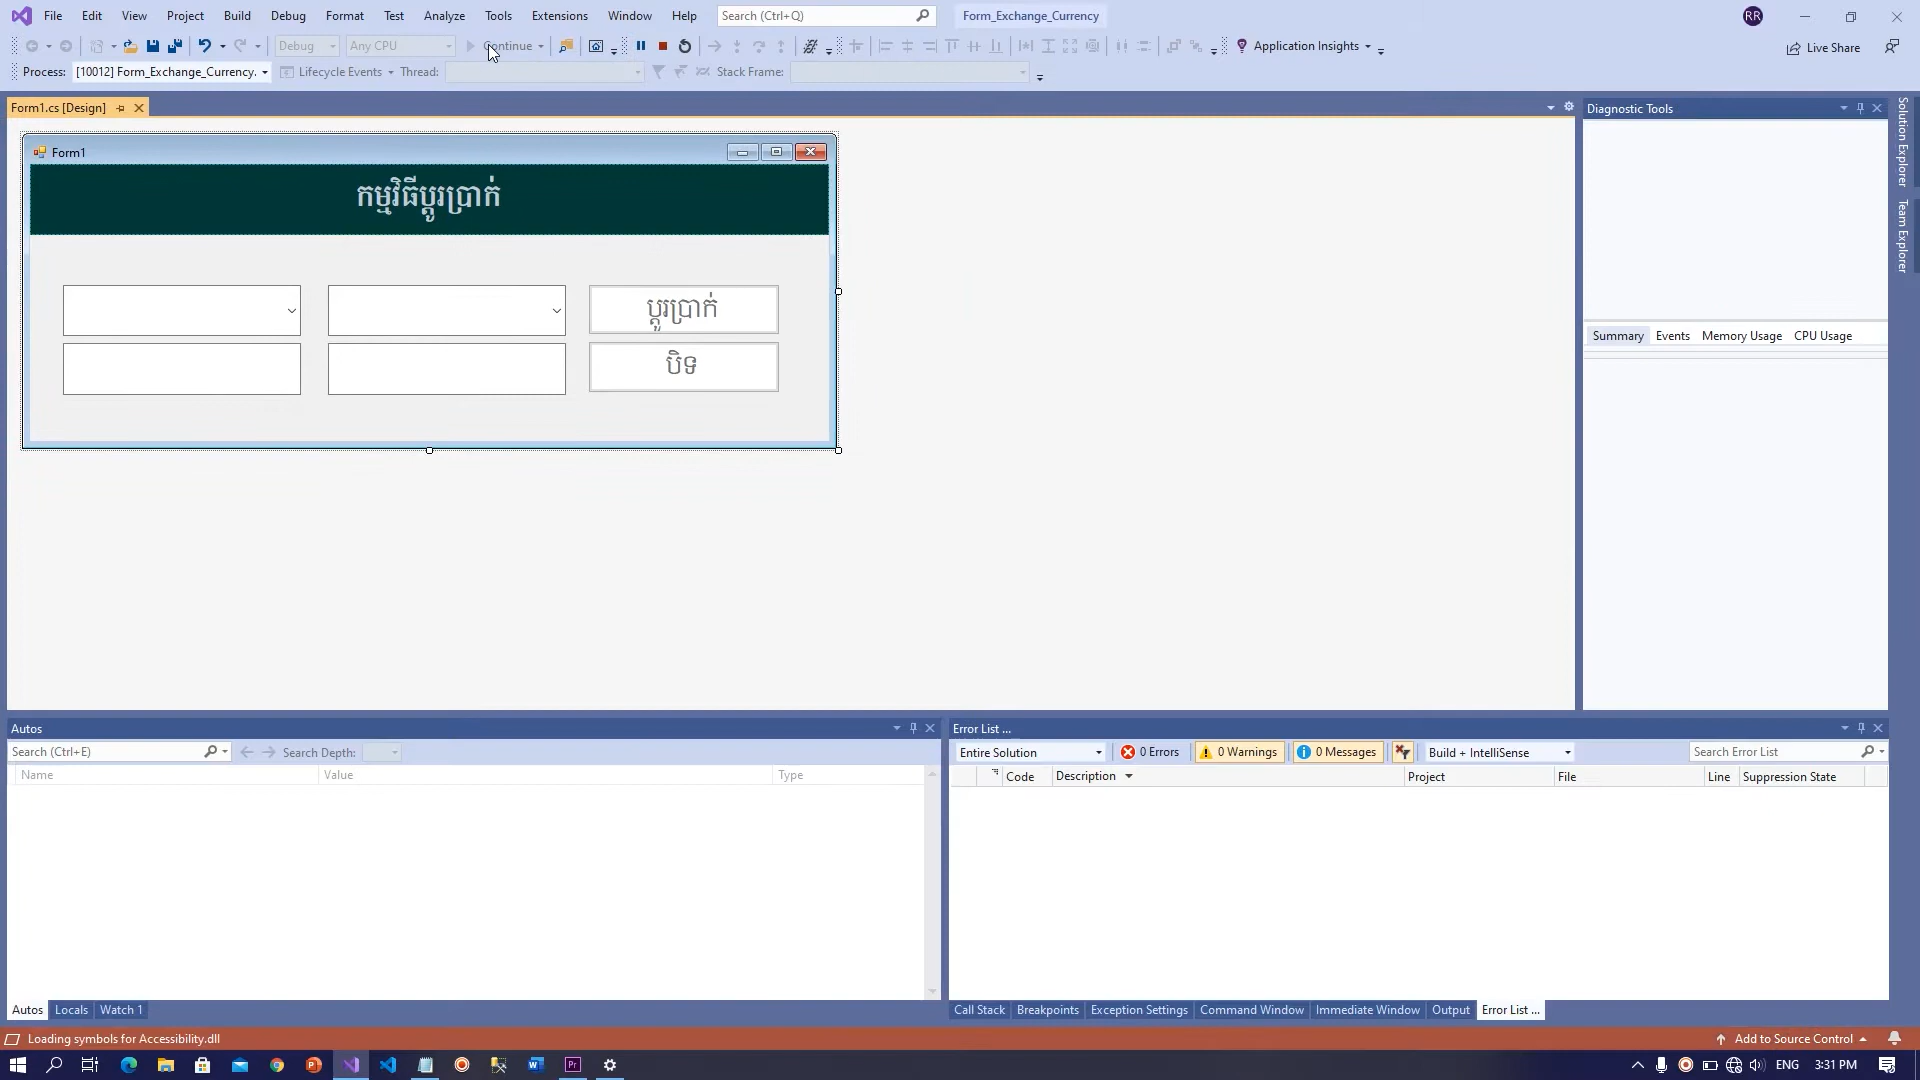 File Edit View Project Build Debug Format Test Analyze Tools Extensions Window Help Search (Ctrl+Q) Form_Exchange_Currency RR
Debug Any CPU Continue Application Insights Live Share
Process: [10012] Form_Exchange_Currency. Lifecycle Events Thread: Stack Frame:
Form1.cs [Design] Diagnostic Tools
Solution Explorer
Team Explorer
Form1
កម្មវិធីប្ដូរប្រាក់
ប្ដូរប្រាក់
បិទ
Summary Events Memory Usage CPU Usage
Autos
Search (Ctrl+E) Search Depth:
Name Value Type
Autos Locals Watch 1
Error List ...
Entire Solution 0 Errors 0 Warnings 0 Messages Build + IntelliSense Search Error List
Code Description Project File Line Suppression State
Call Stack Breakpoints Exception Settings Command Window Immediate Window Output Error List ...
Loading symbols for Accessibility.dll Add to Source Control
ENG 3:31 PM